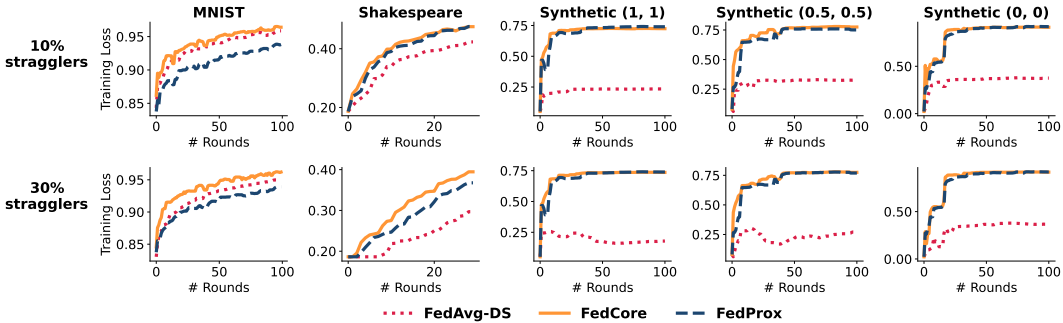 MNIST
Shakespeare
Synthetic (1, 1)
Synthetic (0.5, 0.5)
Synthetic (0, 0)
10%
stragglers
Training Loss
0.95
0.90
0.85
0 50 100
# Rounds
0.40
0.20
0 20
# Rounds
0.75
0.50
0.25
0 50 100
# Rounds
0.75
0.50
0.25
0 50 100
# Rounds
0.50
0.00
0 50 100
# Rounds
30%
stragglers
Training Loss
0.95
0.90
0.85
0 50 100
# Rounds
0.40
0.30
0.20
0 20
# Rounds
0.75
0.50
0.25
0 50 100
# Rounds
0.75
0.50
0.25
0 50 100
# Rounds
0.50
0.00
0 50 100
# Rounds
FedAvg-DS FedCore FedProx